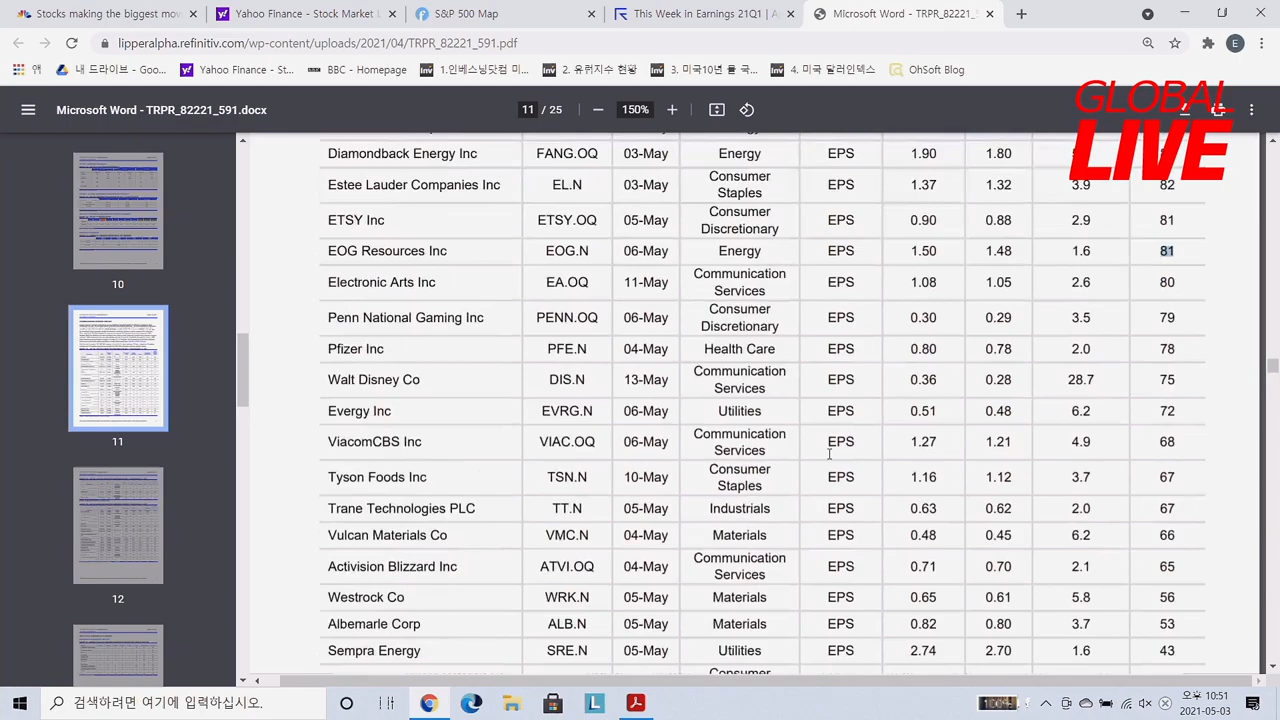 Stocks making the biggest mov
Yahoo Finance - Stock Market L
S&P 500 Map
This Week in Earnings 21Q1 | A
Microsoft Word - TRPR_82221_
lipperalpha.refinitiv.com/wp-content/uploads/2021/04/TRPR_82221_591.pdf
E
앱
내 드라이브 - Goo...
Yahoo FInance - St...
BBC - Homepage
1.인베스팅닷컴 미...
2. 유런지수 현황
3. 미국10년 물 국...
4. 미국 달러인덱스
OhSoft Blog
Microsoft Word - TRPR_82221_591.docx
11 / 25
150%
GLOBAL
LIVE
10
11
12
Diamondback Energy Inc FANG.OQ 03-May Energy EPS 1.90 1.80
Estee Lauder Companies Inc EL.N 03-May Consumer Staples EPS 1.37 1.32 3.9 82
ETSY Inc TSY.OQ 05-May Consumer Discretionary EPS 0.90 0.88 2.9 81
EOG Resources Inc EOG.N 06-May Energy EPS 1.50 1.48 1.6 81
Electronic Arts Inc EA.OQ 11-May Communication Services EPS 1.08 1.05 2.6 80
Penn National Gaming Inc PENN.OQ 06-May Consumer Discretionary EPS 0.30 0.29 3.5 79
Pfizer Inc PFE.N 04-May Health Care EPS 0.80 0.78 2.0 78
Walt Disney Co DIS.N 13-May Communication Services EPS 0.36 0.28 28.7 75
Evergy Inc EVRG.N 06-May Utilities EPS 0.51 0.48 6.2 72
ViacomCBS Inc VIAC.OQ 06-May Communication Services EPS 1.27 1.21 4.9 68
Tyson Foods Inc TSN.N 10-May Consumer Staples EPS 1.16 1.12 3.7 67
Trane Technologies PLC TT.N 05-May Industrials EPS 0.63 0.62 2.0 67
Vulcan Materials Co VMC.N 04-May Materials EPS 0.48 0.45 6.2 66
Activision Blizzard Inc ATVI.OQ 04-May Communication Services EPS 0.71 0.70 2.1 65
Westrock Co WRK.N 05-May Materials EPS 0.65 0.61 5.8 56
Albemarle Corp ALB.N 05-May Materials EPS 0.82 0.80 3.7 53
Sempra Energy SRE.N 05-May Utilities EPS 2.74 2.70 1.6 43
검색하려면 여기에 입력하십시오.
오후 10:51
2021-05-03